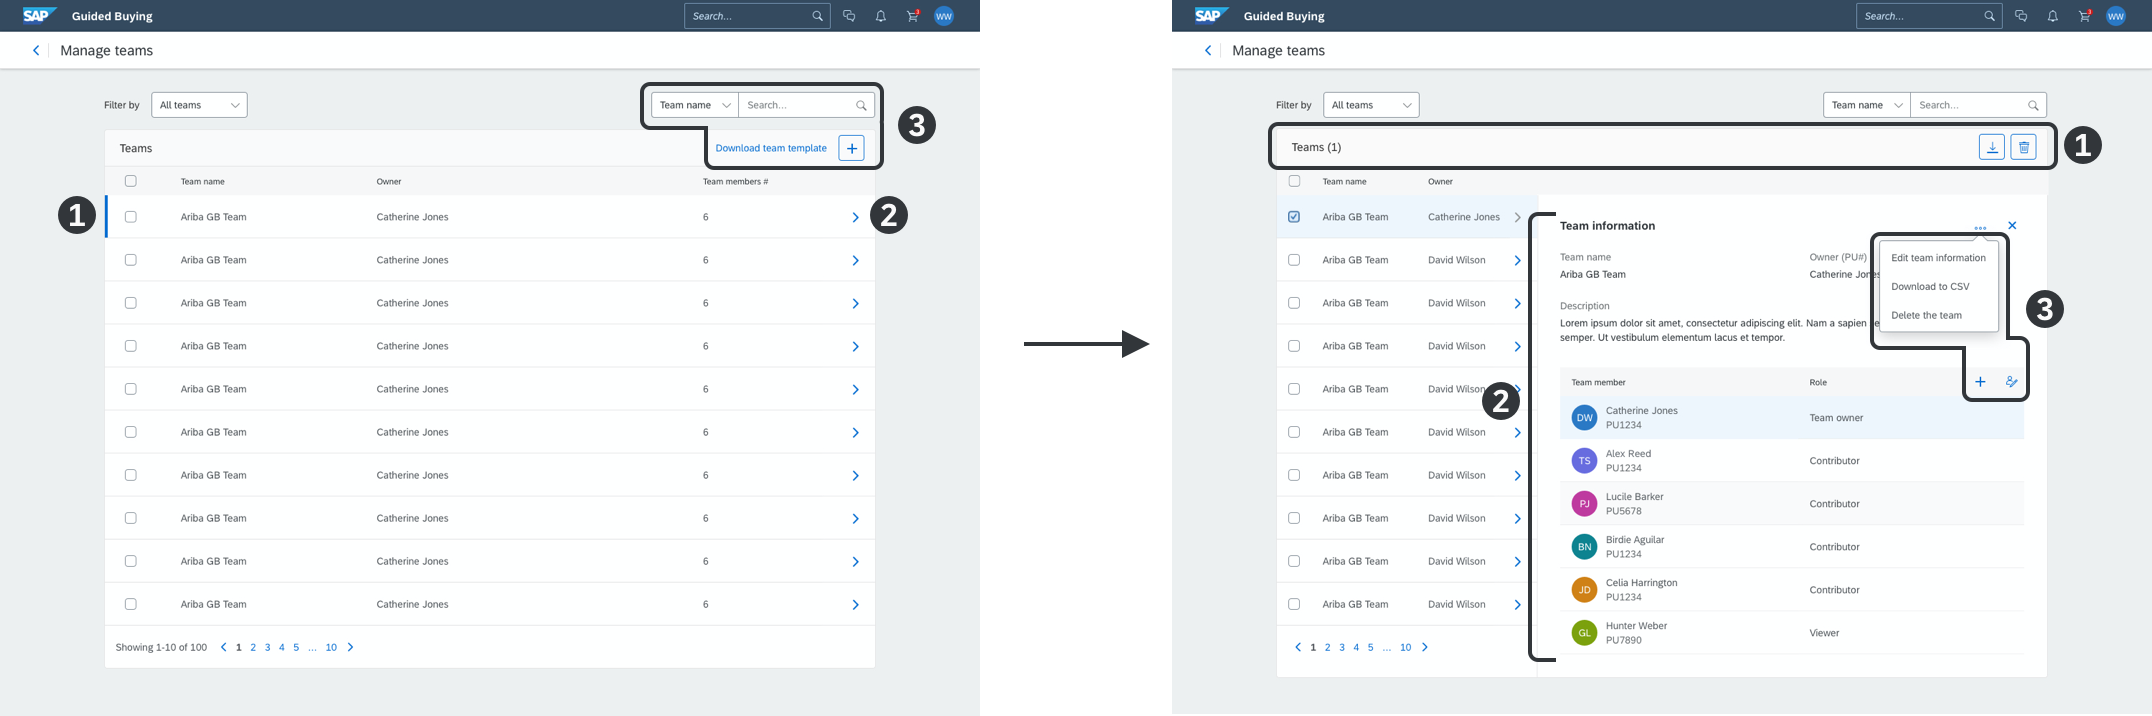 SAP Guided Buying Search... 3 WW
Manage teams
Filter by All teams Team name Search...
3
Teams Download team template
Team name Owner Team members #
1 Ariba GB Team Catherine Jones 6 2
Ariba GB Team Catherine Jones 6
Ariba GB Team Catherine Jones 6
Ariba GB Team Catherine Jones 6
Ariba GB Team Catherine Jones 6
Ariba GB Team Catherine Jones 6
Ariba GB Team Catherine Jones 6
Ariba GB Team Catherine Jones 6
Ariba GB Team Catherine Jones 6
Ariba GB Team Catherine Jones 6
Showing 1-10 of 100 1 2 3 4 5 ... 10
SAP Guided Buying Search... 3 WW
Manage teams
Filter by All teams Team name Search...
Teams (1) 1
Team name Owner
Ariba GB Team Catherine Jones
Ariba GB Team David Wilson
Ariba GB Team David Wilson
Ariba GB Team David Wilson
Ariba GB Team David Wilson
2
Ariba GB Team David Wilson
Ariba GB Team David Wilson
Ariba GB Team David Wilson
Ariba GB Team David Wilson
Ariba GB Team David Wilson
1 2 3 4 5 ... 10
Team information
Team name Owner (PU#)
Ariba GB Team Catherine Jones
Edit team information
Download to CSV
Delete the team
3
Description
Lorem ipsum dolor sit amet, consectetur adipiscing elit. Nam a sapien
semper. Ut vestibulum elementum lacus et tempor.
Team member Role
DW Catherine Jones Team owner
PU1234
TS Alex Reed Contributor
PU1234
PJ Lucile Barker Contributor
PU5678
BN Birdie Aguilar Contributor
PU1234
JD Celia Harrington Contributor
PU1234
GL Hunter Weber Viewer
PU7890